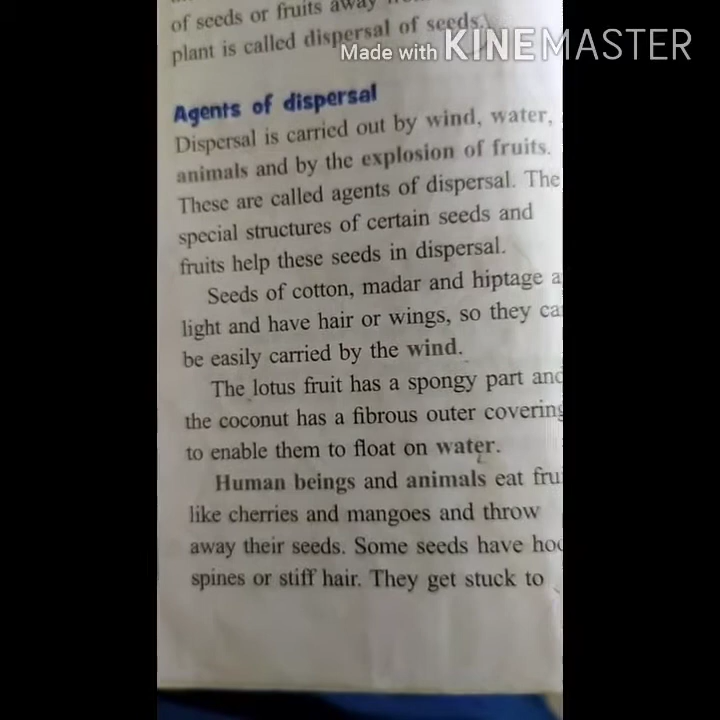 of seeds or fruits away
plant is called dispersal of seeds.
Made with KINEMASTER
Agents of dispersal
Dispersal is carried out by wind, water,
animals and by the explosion of fruits.
These are called agents of dispersal. The
special structures of certain seeds and
fruits help these seeds in dispersal.
Seeds of cotton, madar and hiptage a
light and have hair or wings, so they ca
be easily carried by the wind.
The lotus fruit has a spongy part and
the coconut has a fibrous outer covering
to enable them to float on water.
Human beings and animals eat frui
like cherries and mangoes and throw
away their seeds. Some seeds have hoo
spines or stiff hair. They get stuck to